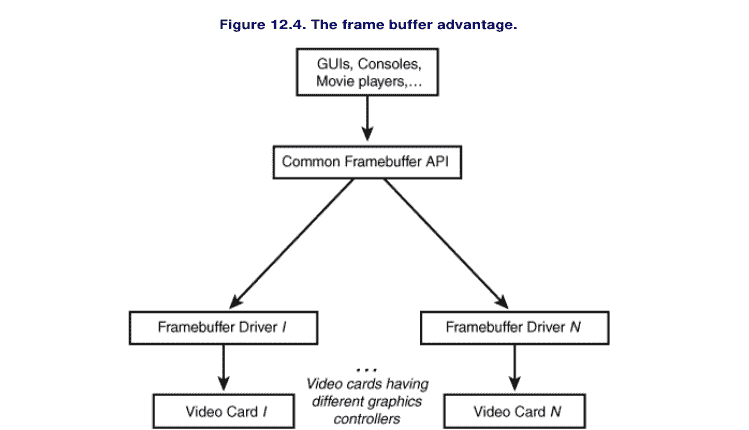 Figure 12.4. The frame buffer advantage.
GUIs, Consoles,
Movie players,...
Common Framebuffer API
Framebuffer Driver I
Framebuffer Driver N
...
Video cards having
different graphics
controllers
Video Card I
Video Card N